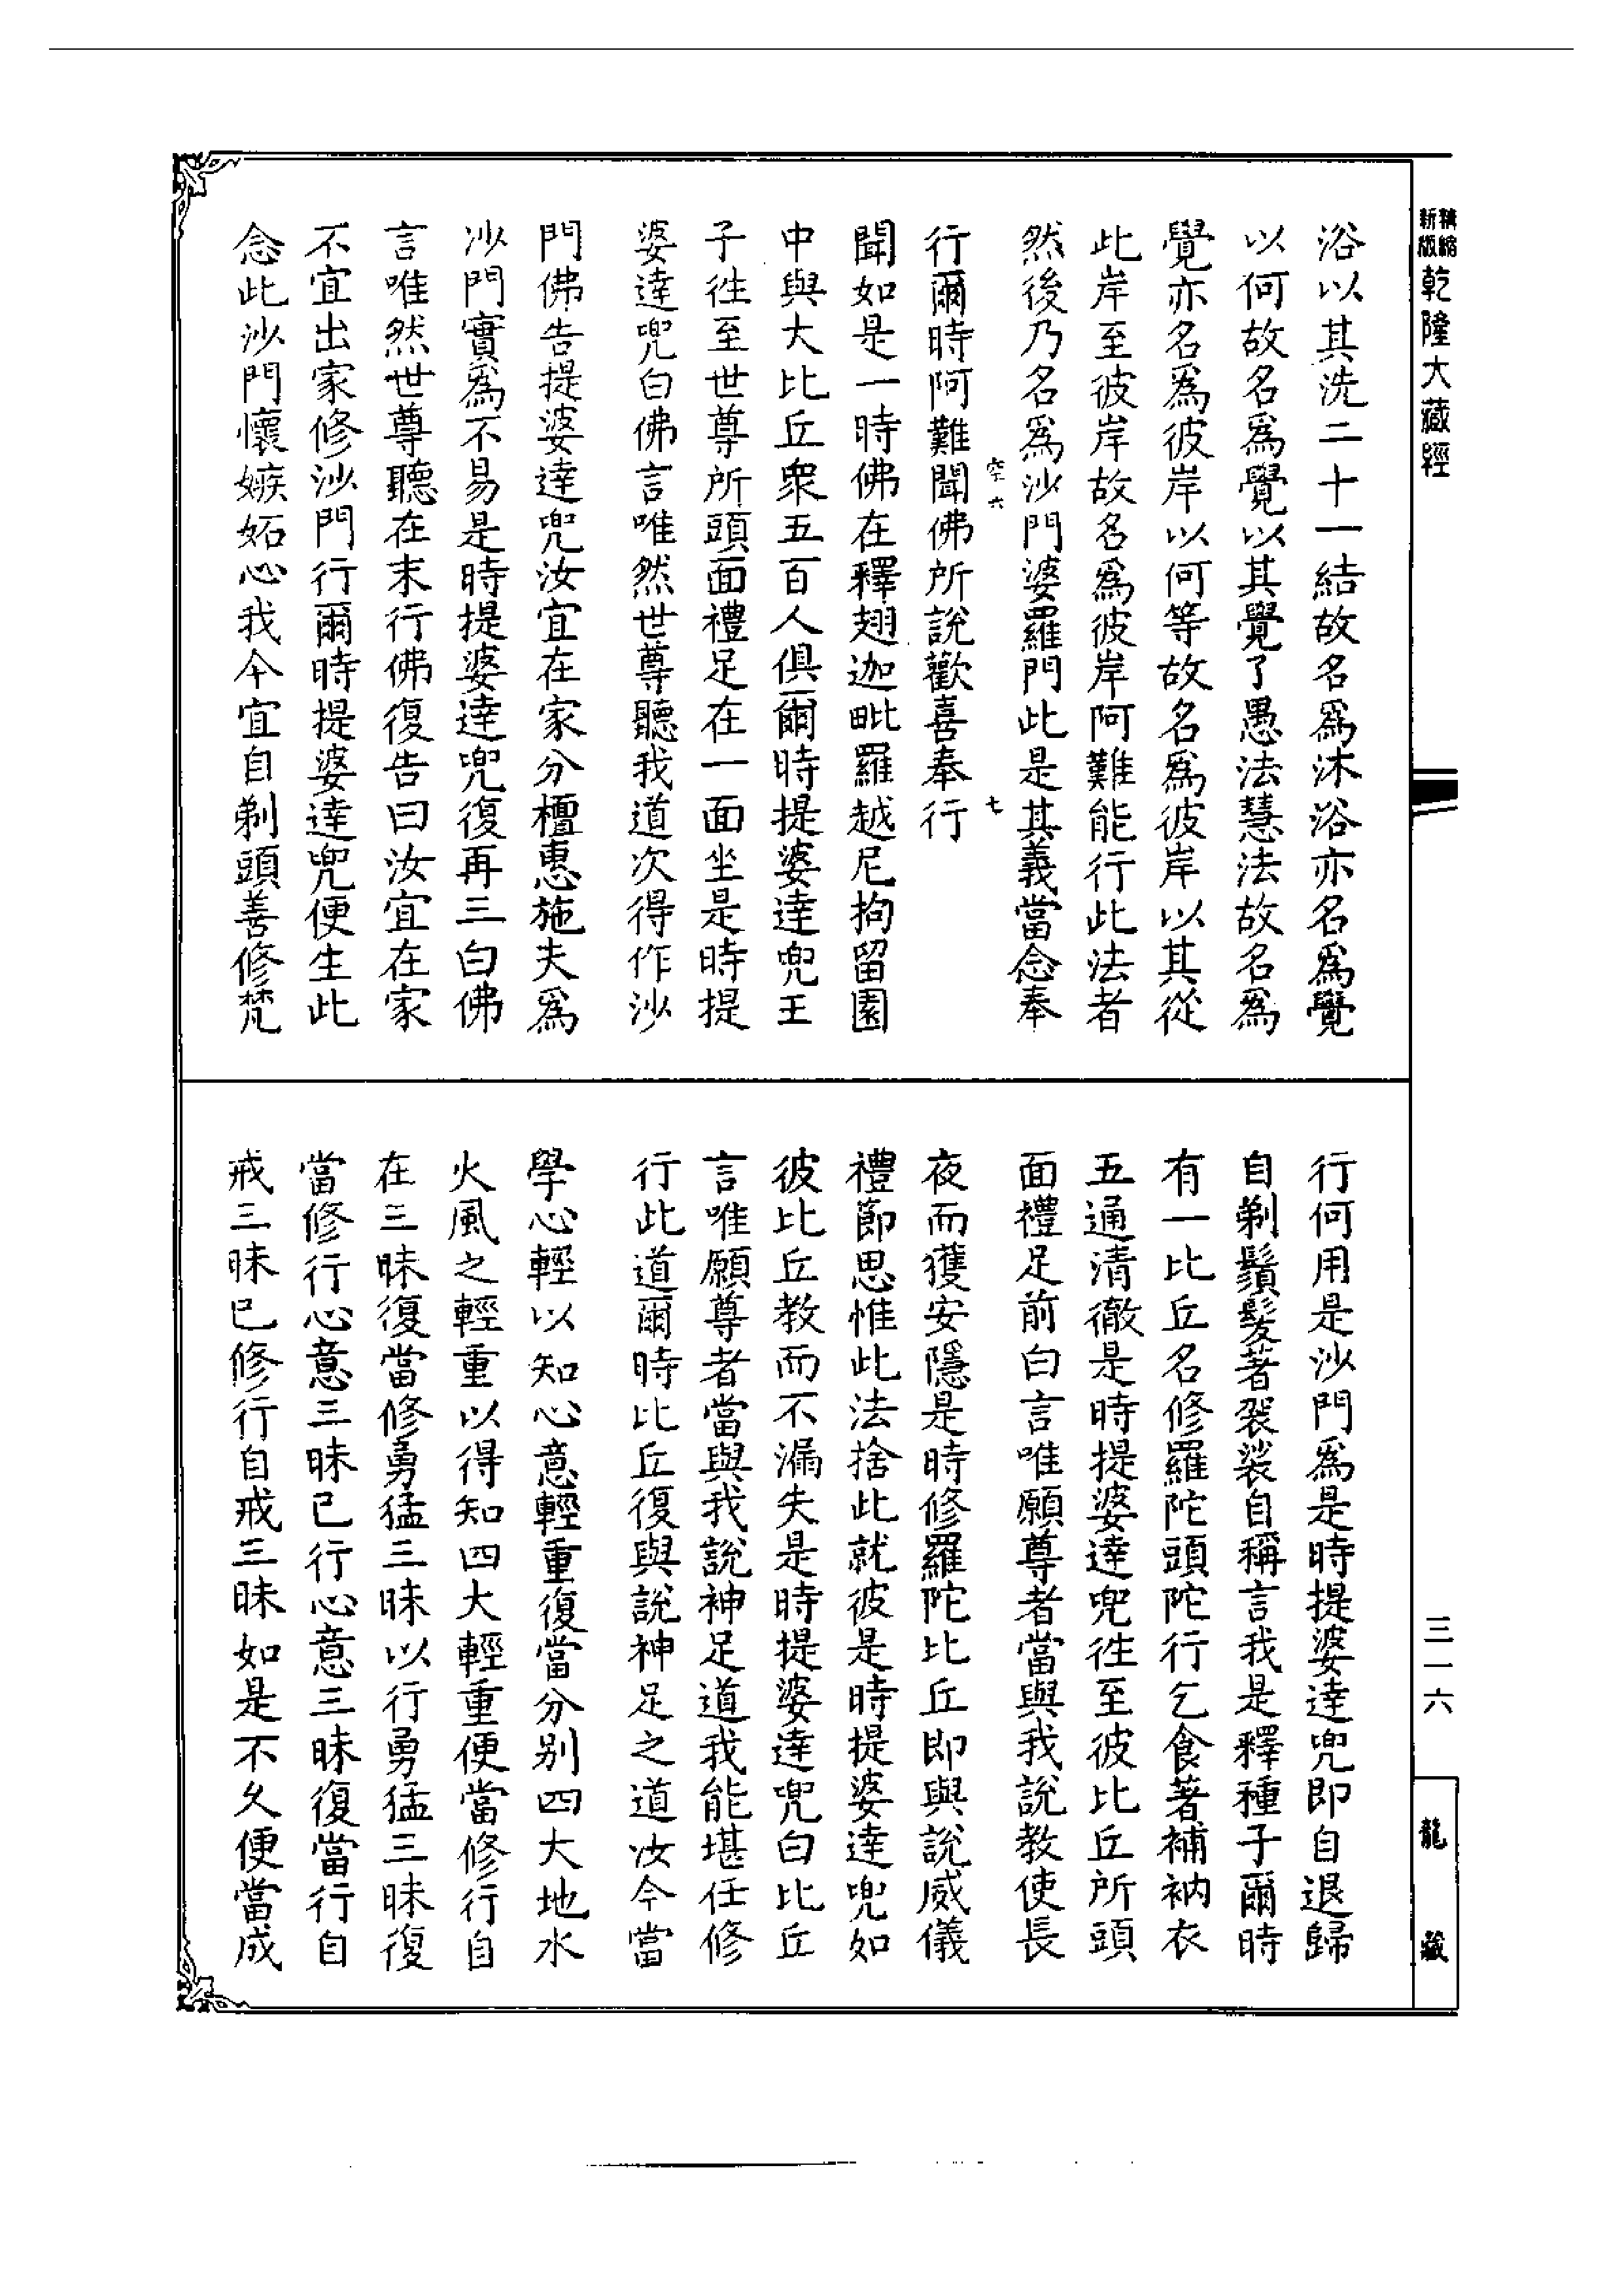 精縮新版乾隆大藏經
三一六
龍藏
浴以其洗二十一結故名爲沐浴亦名爲覺
以何故名爲覺以其覺了愚法慧法故名爲
覺亦名爲彼岸以何等故名爲彼岸以其從
此岸至彼岸故名爲彼岸阿難能行此法者
然後乃名爲沙門婆羅門此是其義當念奉
空六 七
行爾時阿難聞佛所說歡喜奉行
聞如是一時佛在釋翅迦毗羅越尼拘留園
中與大比丘衆五百人俱爾時提婆達兜王
子往至世尊所頭面禮足在一面坐是時提
婆達兜白佛言唯然世尊聽我道次得作沙
門佛告提婆達兜汝宜在家分檀惠施夫爲
沙門實爲不易是時提婆達兜復再三白佛
言唯然世尊聽在末行佛復告曰汝宜在家
不宜出家修沙門行爾時提婆達兜便生此
念此沙門懷嫉妬心我今宜自剃頭善修梵
行何用是沙門爲是時提婆達兜即自退歸
自剃鬚髮著袈裟自稱言我是釋種子爾時
有一比丘名修羅陀頭陀行乞食著補衲衣
五通清徹是時提婆達兜往至彼比丘所頭
面禮足前白言唯願尊者當與我說教使長
夜而獲安隱是時修羅陀比丘即與說威儀
禮節思惟此法捨此就彼是時提婆達兜如
彼比丘教而不漏失是時提婆達兜白比丘
言唯願尊者當與我說神足道我能堪任修
行此道爾時比丘復與說神足之道汝今當
學心輕以知心意輕重復當分别四大地水
火風之輕重以得知四大輕重便當修行自
在三昧復當修勇猛三昧以行勇猛三昧復
當修行心意三昧已行心意三昧復當行自
戒三昧已修行自戒三昧如是不久便當成